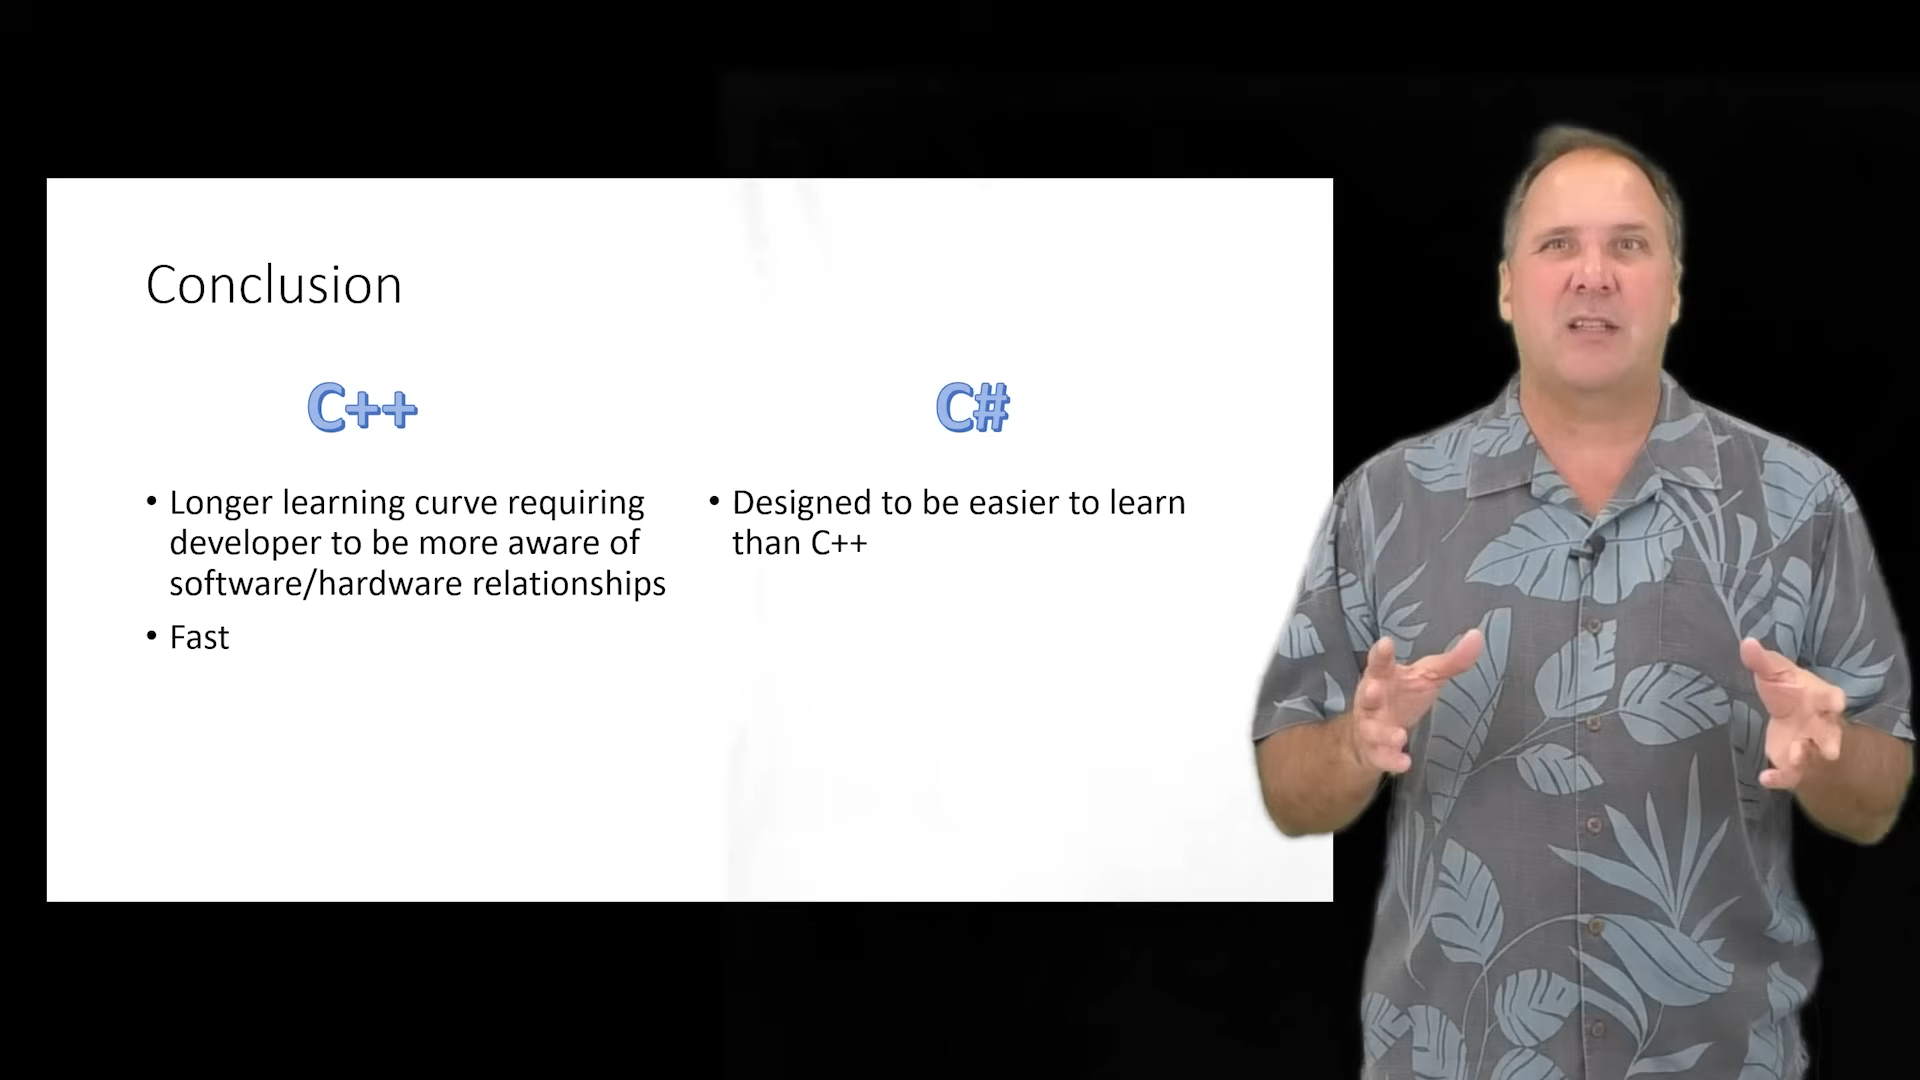 Conclusion
C++
• Longer learning curve requiring
developer to be more aware of
software/hardware relationships
• Fast
C#
• Designed to be easier to learn
than C++